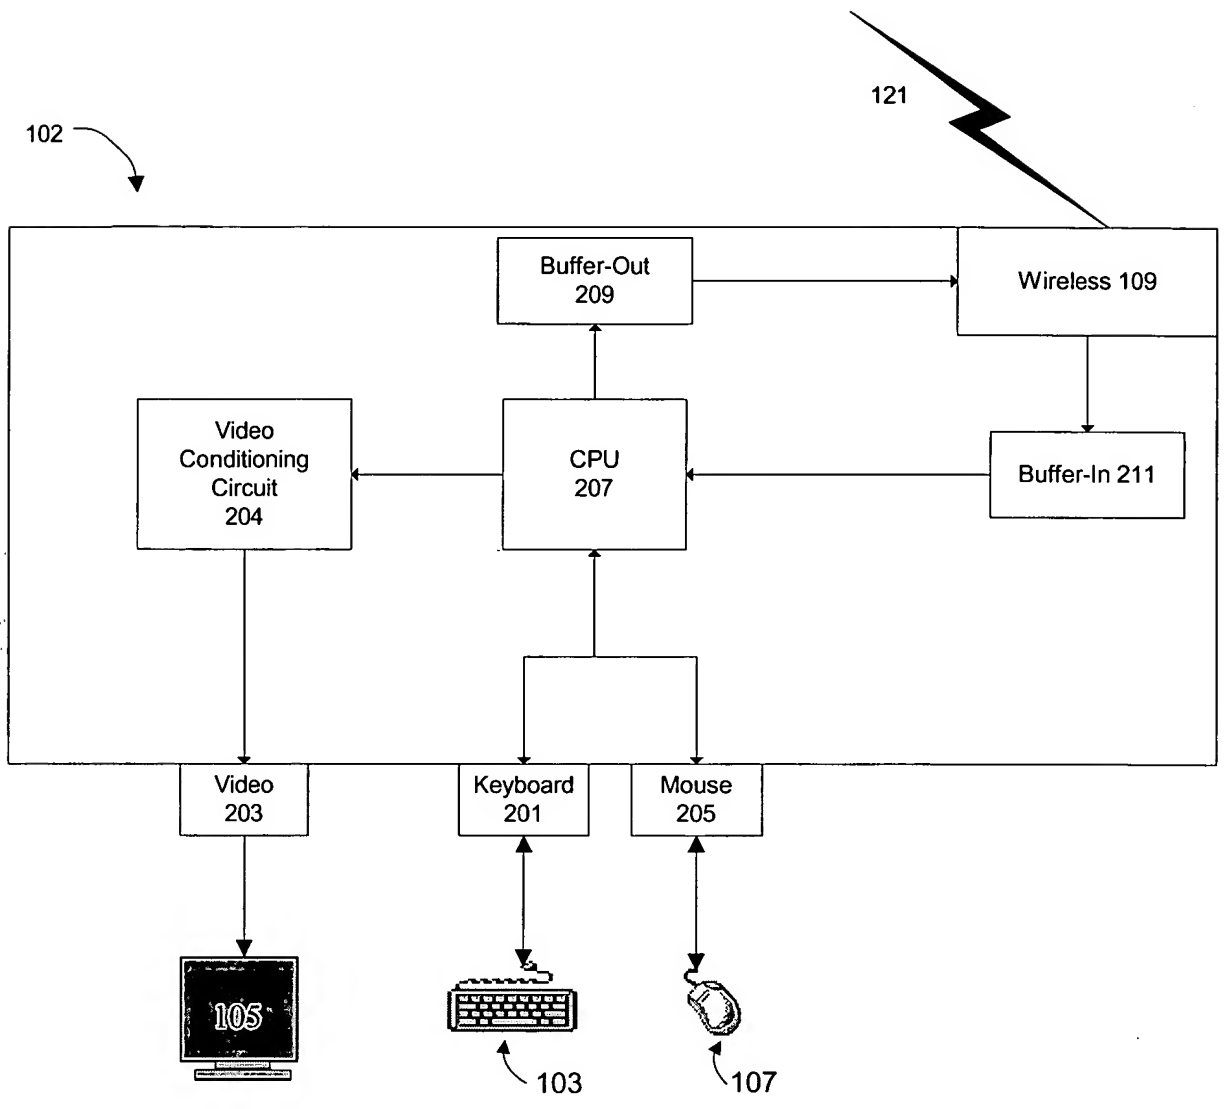 121
102
Buffer-Out
209
Wireless 109
Video
Conditioning
Circuit
204
CPU
207
Buffer-In 211
Video
203
Keyboard
201
Mouse
205
105
103
107